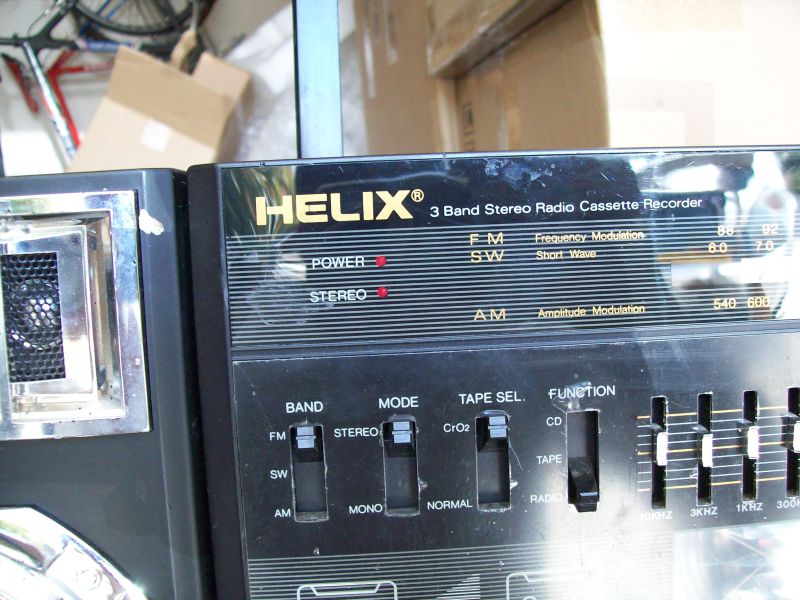 HELIX® 3 Band Stereo Radio Cassette Recorder
FM Frequency Modulation 88 92
SW Short Wave 6.0 7.0
POWER
STEREO
AM Amplitude Modulation 540 600
BAND MODE TAPE SEL. FUNCTION
FM STEREO CrO2 CD
SW TAPE
AM MONO NORMAL RADIO
10KHZ 3KHZ 1KHZ